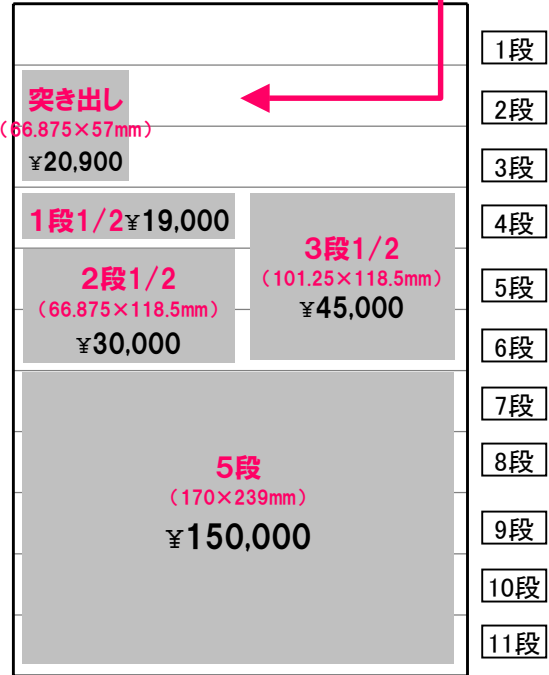 突き出し
（66.875×57mm）
¥20,900
1段1/2¥19,000
2段1/2
（66.875×118.5mm）
¥30,000
3段1/2
（101.25×118.5mm）
¥45,000
5段
（170×239mm）
¥150,000
1段
2段
3段
4段
5段
6段
7段
8段
9段
10段
11段